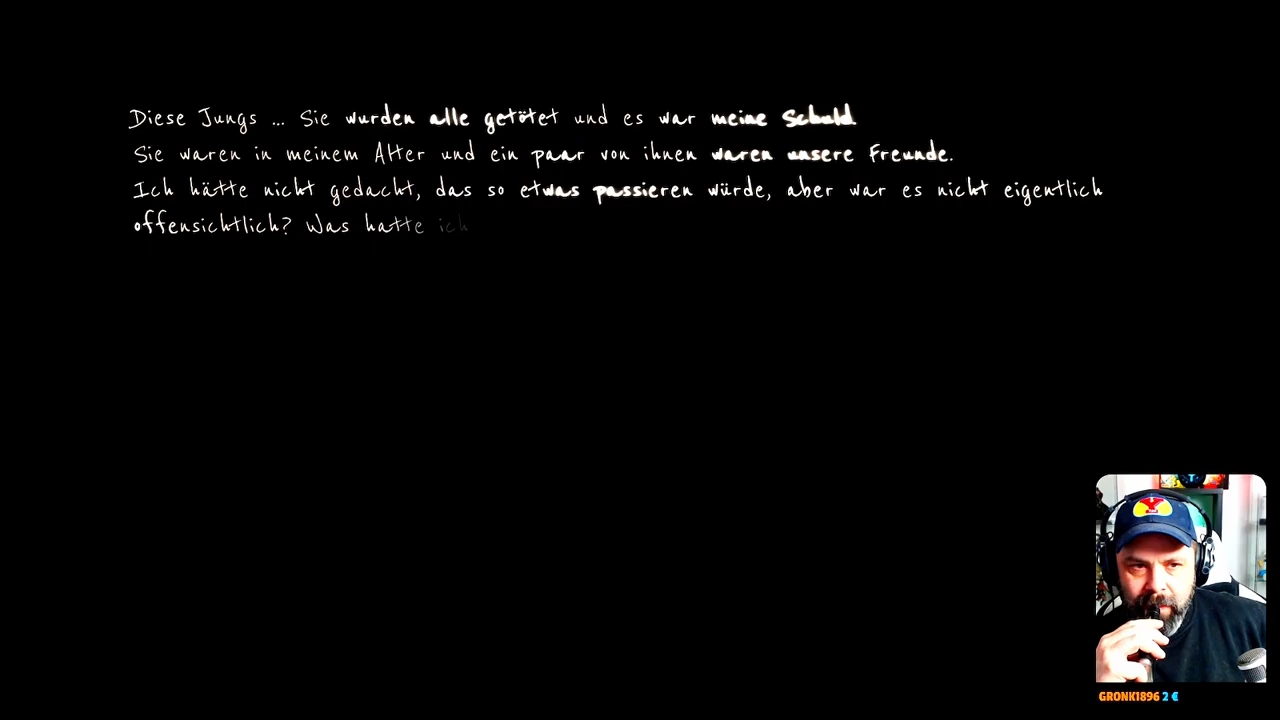 Diese Jungs ... Sie wurden alle getötet und es war meine Schuld.
Sie waren in meinem Alter und ein paar von ihnen waren unsere Freunde.
Ich hätte nicht gedacht, das so etwas passieren würde, aber war es nicht eigentlich
offensichtlich? Was hatte ich
GRONK1896 2 €